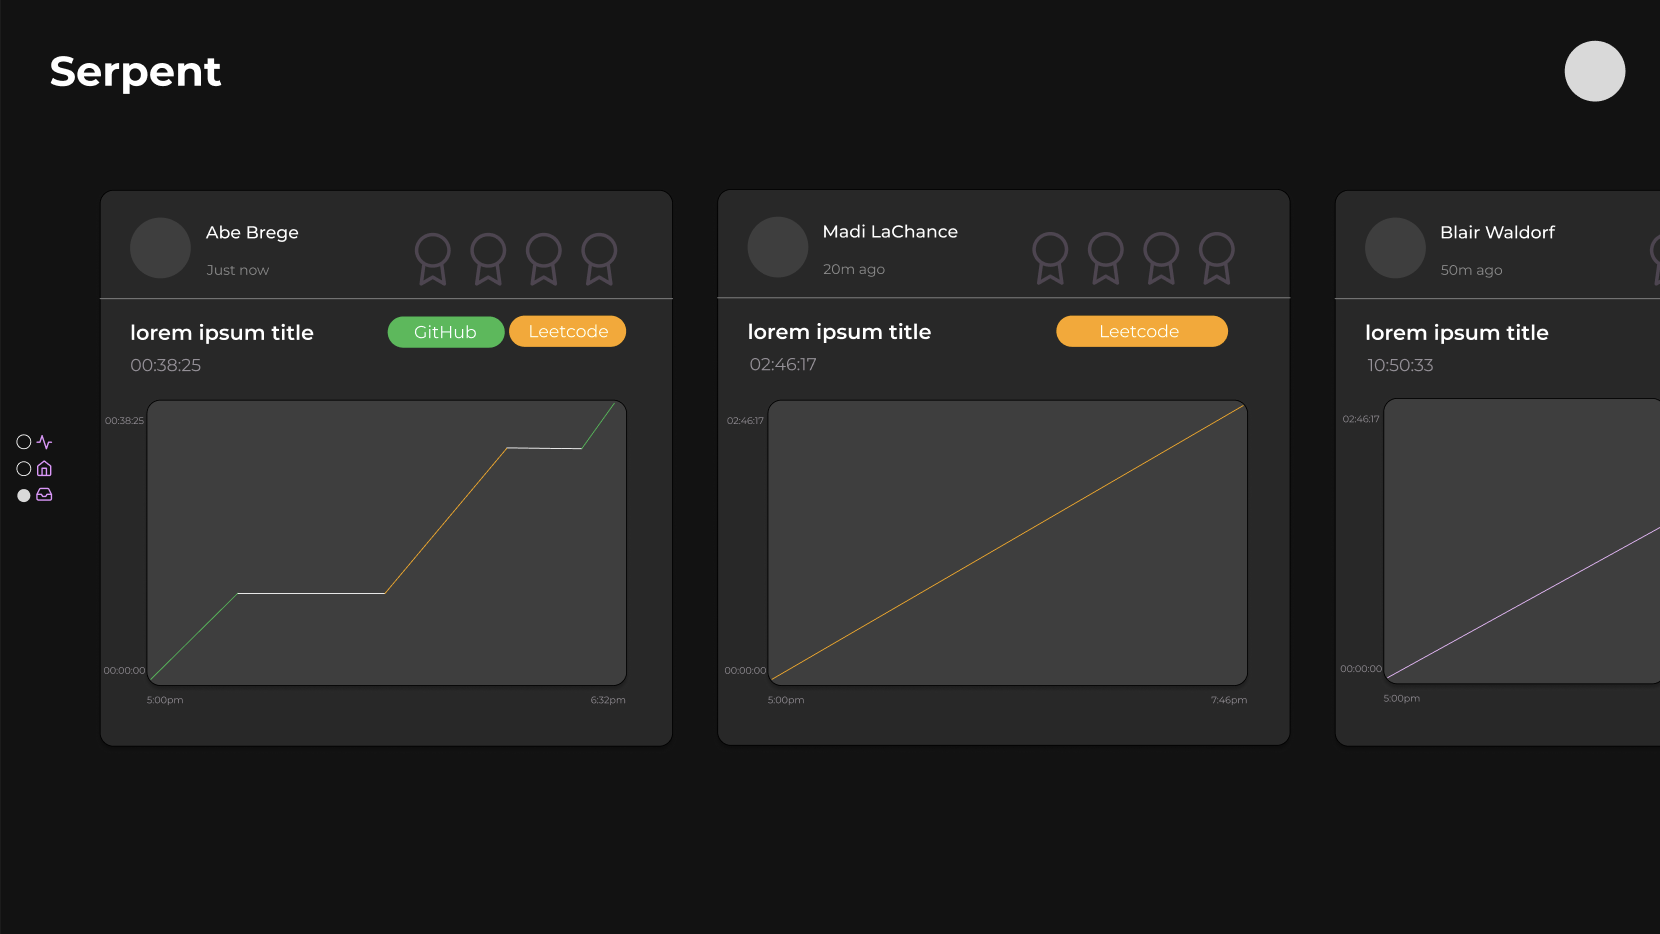 Serpent
Abe Brege
Just now
lorem ipsum title
GitHub
Leetcode
00:38:25
00:38:25
00:00:00
5:00pm
6:32pm
Madi LaChance
20m ago
lorem ipsum title
Leetcode
02:46:17
02:46:17
00:00:00
5:00pm
7:46pm
Blair Waldorf
50m ago
lorem ipsum title
10:50:33
02:46:17
00:00:00
5:00pm